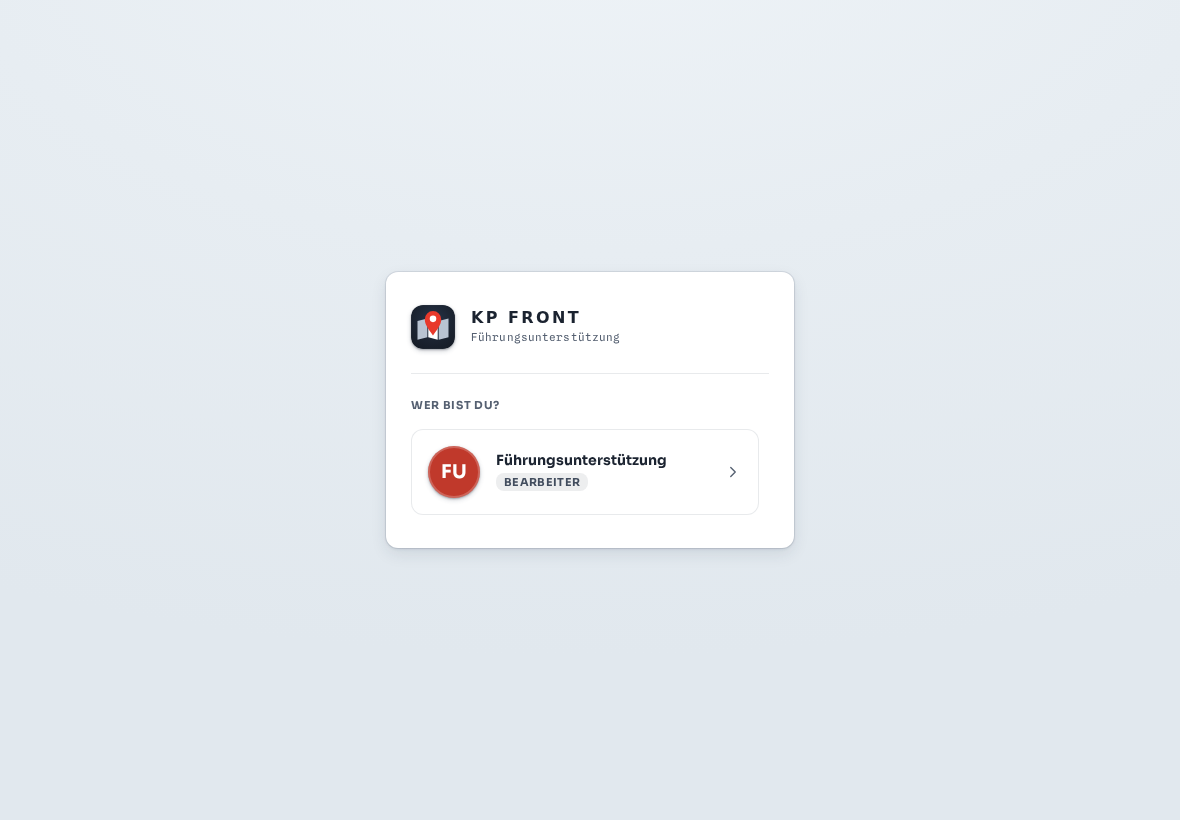 KP FRONT
Führungsunterstützung
WER BIST DU?
FU
Führungsunterstützung
BEARBEITER